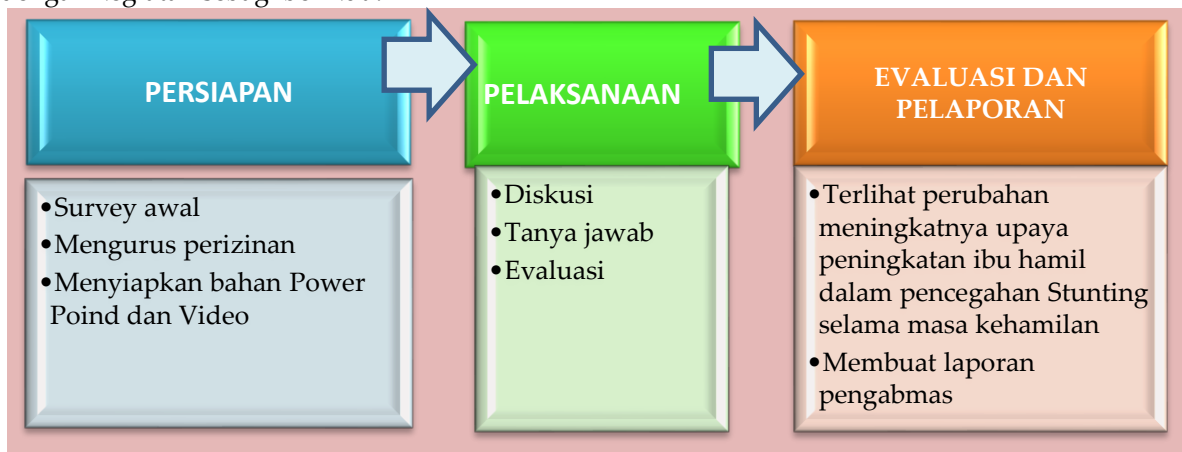 PERSIAPAN
•Survey awal
•Mengurus perizinan
•Menyiapkan bahan Power
Poind dan Video
PELAKSANAAN
•Diskusi
•Tanya jawab
•Evaluasi
EVALUASI DAN
PELAPORAN
•Terlihat perubahan
meningkatnya upaya
peningkatan ibu hamil
dalam pencegahan Stunting
selama masa kehamilan
•Membuat laporan
pengabmas